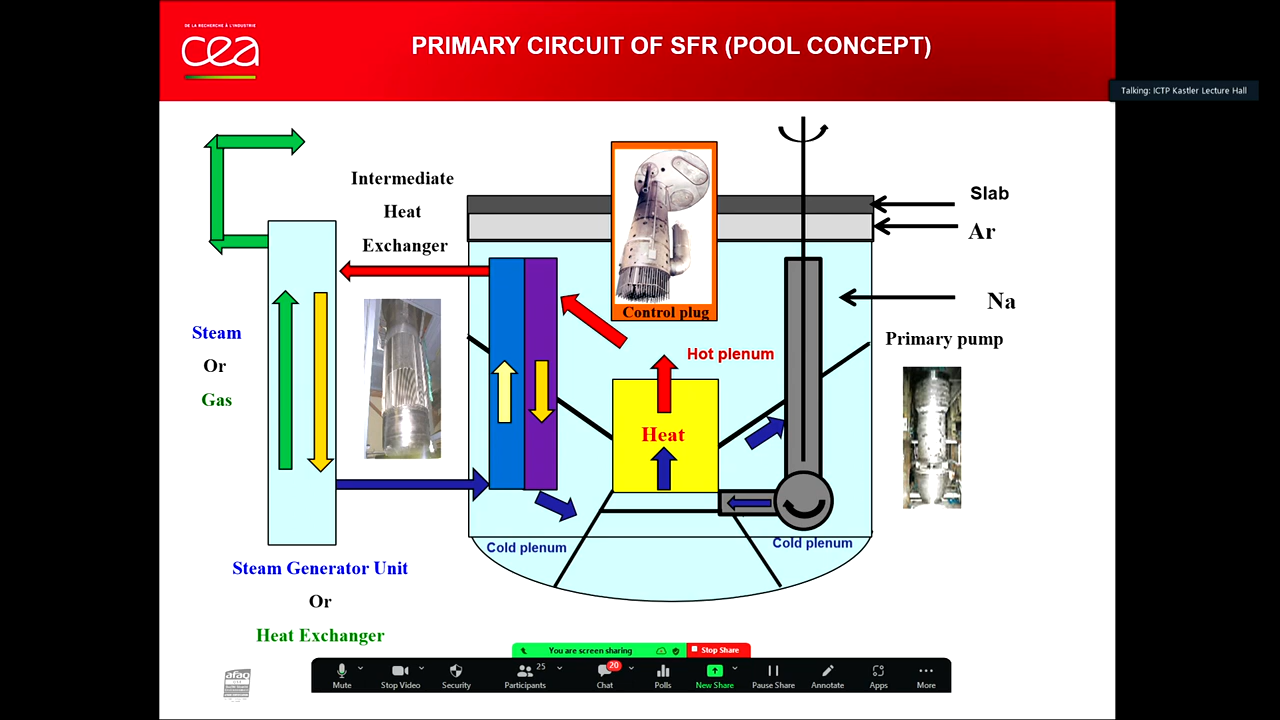 DE LA RECHERCHE À L'INDUSTRIE
cea
PRIMARY CIRCUIT OF SFR (POOL CONCEPT)
Talking: ICTP Kastler Lecture Hall
Intermediate
Heat
Exchanger
Slab
Ar
Na
Control plug
Primary pump
Hot plenum
Steam
Or
Gas
Heat
Cold plenum
Cold plenum
Steam Generator Unit
Or
Heat Exchanger
You are screen sharing
Stop Share
afaq
Mute
Stop Video
Security
Participants
25
Chat
20
Polls
New Share
Pause Share
Annotate
Apps
More